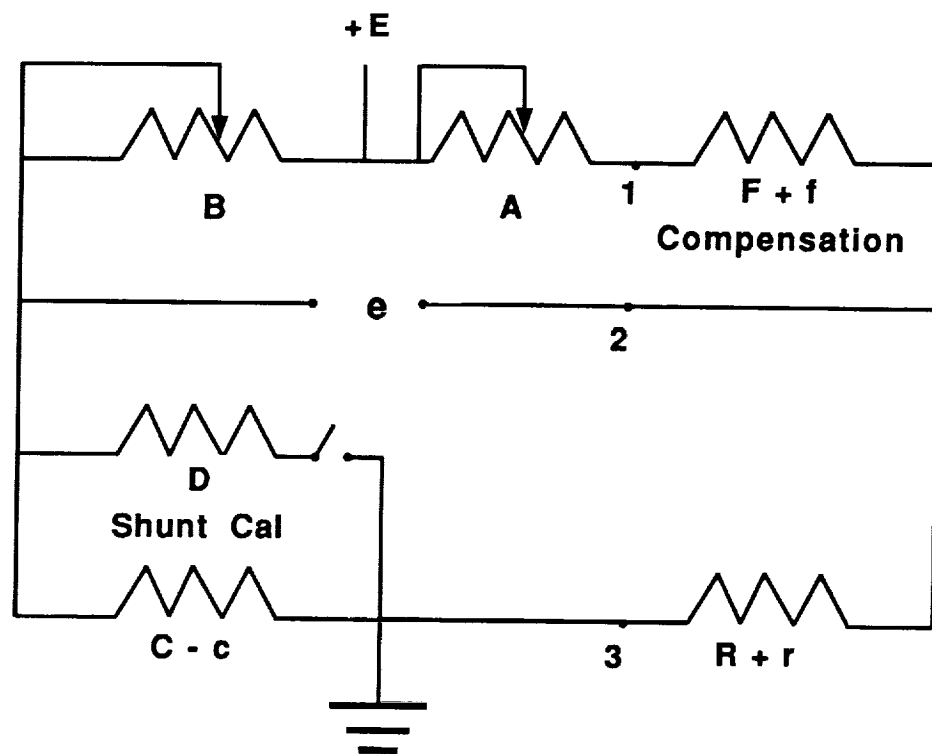 +E
B
A
1
F + f
Compensation
e
2
D
Shunt Cal
C - c
3
R + r